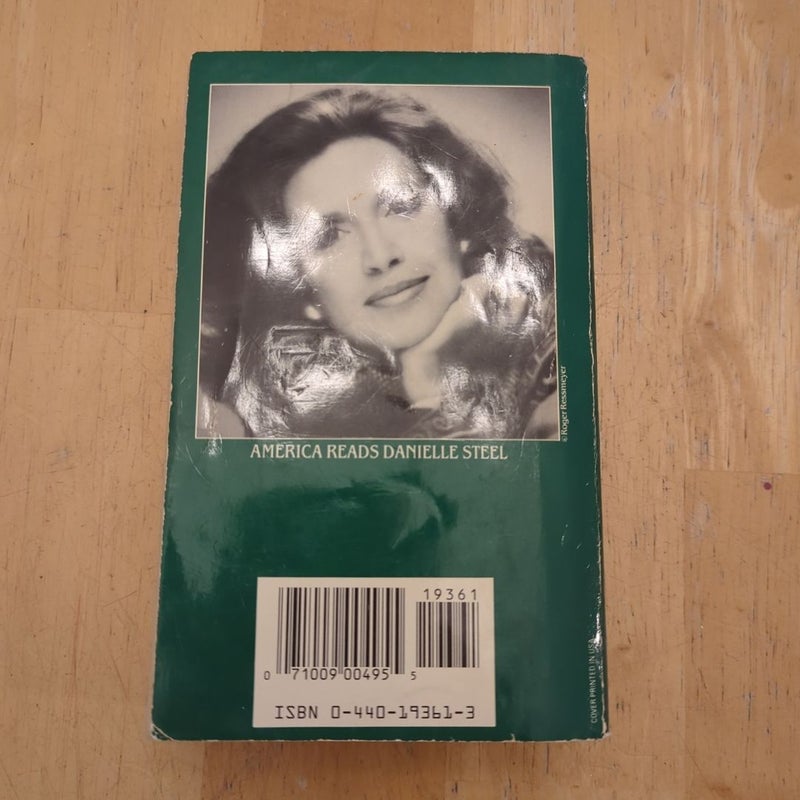 © Roger Ressmeyer
AMERICA READS DANIELLE STEEL
19361
0 71009 00495 5
ISBN 0-440-19361-3
COVER PRINTED IN USA